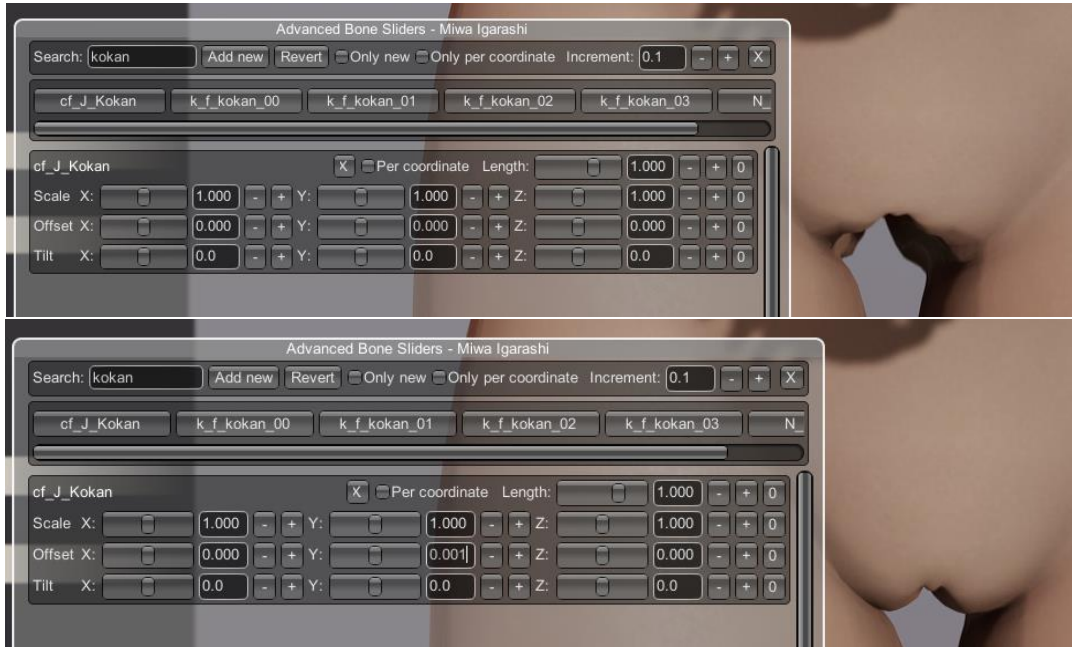 Advanced Bone Sliders - Miwa Igarashi
Search: kokan Add new Revert Only new Only per coordinate Increment: 0.1 - + X
cf_J_Kokan k_f_kokan_00 k_f_kokan_01 k_f_kokan_02 k_f_kokan_03 N_
cf_J_Kokan X Per coordinate Length: 1.000 - + 0
Scale X: 1.000 - + Y: 1.000 - + Z: 1.000 - + 0
Offset X: 0.000 - + Y: 0.000 - + Z: 0.000 - + 0
Tilt X: 0.0 - + Y: 0.0 - + Z: 0.0 - + 0
Advanced Bone Sliders - Miwa Igarashi
Search: kokan Add new Revert Only new Only per coordinate Increment: 0.1 - + X
cf_J_Kokan k_f_kokan_00 k_f_kokan_01 k_f_kokan_02 k_f_kokan_03 N_
cf_J_Kokan X Per coordinate Length: 1.000 - + 0
Scale X: 1.000 - + Y: 1.000 - + Z: 1.000 - + 0
Offset X: 0.000 - + Y: 0.001 - + Z: 0.000 - + 0
Tilt X: 0.0 - + Y: 0.0 - + Z: 0.0 - + 0